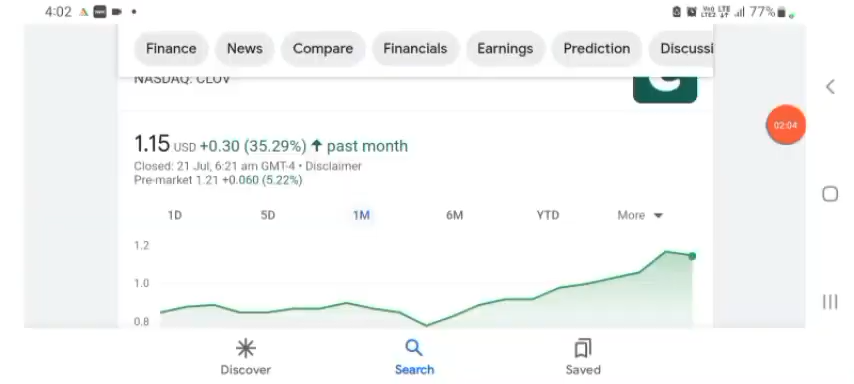 4:02 77%
Finance News Compare Financials Earnings Prediction Discussi
NASDAQ: CLOV
02:04
1.15 USD +0.30 (35.29%) ↑ past month
Closed: 21 Jul, 6:21 am GMT-4 • Disclaimer
Pre-market 1.21 +0.060 (5.22%)
1D 5D 1M 6M YTD More
1.2
1.0
0.8
Discover Search Saved